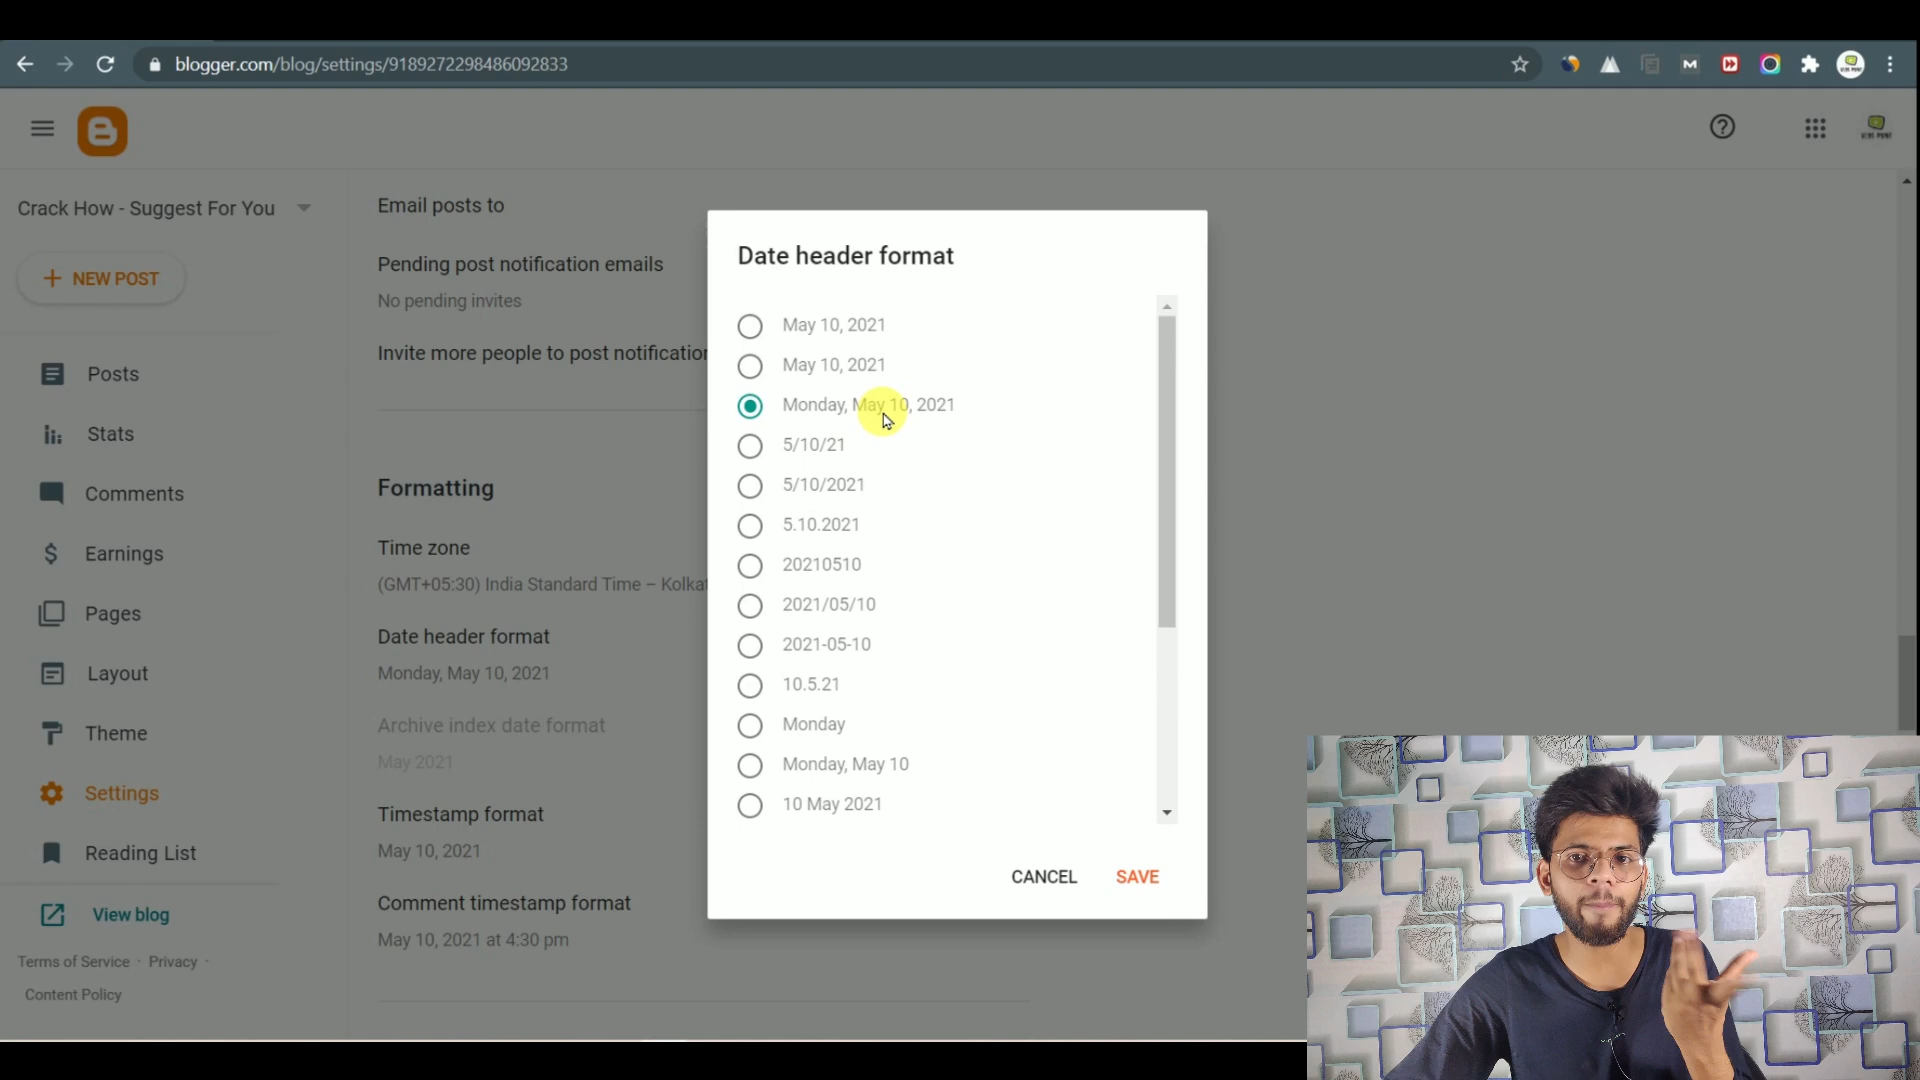 blogger.com/blog/settings/9189272298486092833
Crack How - Suggest For You
NEW POST
Posts
Stats
Comments
Earnings
Pages
Layout
Theme
Settings
Reading List
View blog
Terms of Service · Privacy ·
Content Policy
Email posts to
Pending post notification emails
No pending invites
Invite more people to post notification
Formatting
Time zone
(GMT+05:30) India Standard Time – Kolkat
Date header format
Monday, May 10, 2021
Archive index date format
May 2021
Timestamp format
May 10, 2021
Comment timestamp format
May 10, 2021 at 4:30 pm
Date header format
May 10, 2021
May 10, 2021
Monday, May 10, 2021
5/10/21
5/10/2021
5.10.2021
20210510
2021/05/10
2021-05-10
10.5.21
Monday
Monday, May 10
10 May 2021
CANCEL
SAVE